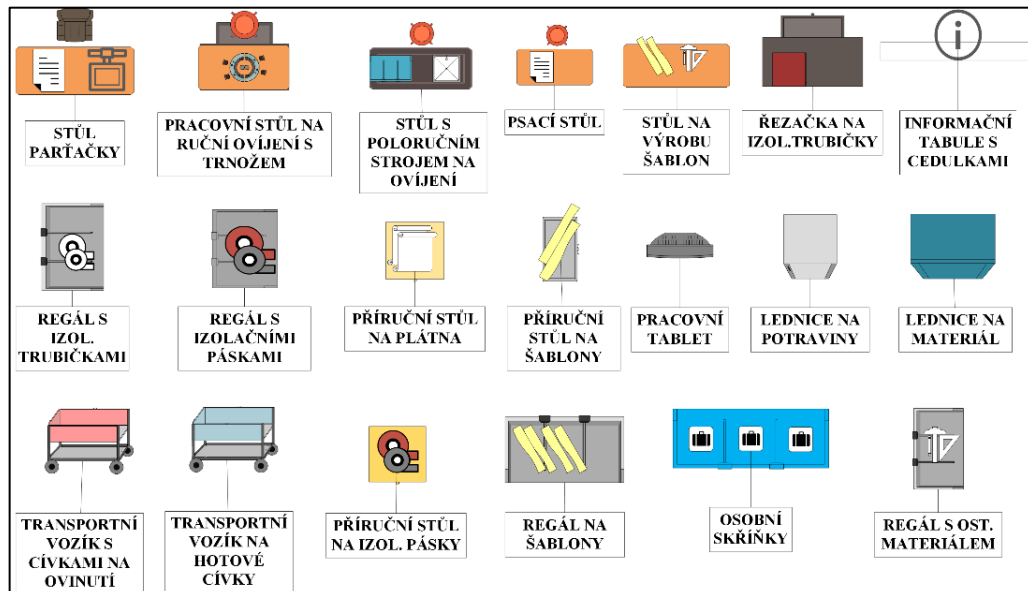 STŮL
PARŤAČKY
PRACOVNÍ STŮL NA
RUČNÍ OVÍJENÍ S
TRNOŽEM
STŮL S
POLORUČNÍM
STROJEM NA
OVÍJENÍ
PSACÍ STŮL
STŮL NA
VÝROBU
ŠABLON
ŘEZAČKA NA
IZOL.TRUBIČKY
INFORMAČNÍ
TABULE S
CEDULKAMI
REGÁL S
IZOL.
TRUBIČKAMI
REGÁL S
IZOLAČNÍMI
PÁSKAMI
PŘÍRUČNÍ STŮL
NA PLÁTNA
PŘÍRUČNÍ
STŮL NA
ŠABLONY
PRACOVNÍ
TABLET
LEDNICE NA
POTRAVINY
LEDNICE NA
MATERIÁL
TRANSPORTNÍ
VOZÍK S
CÍVKAMI NA
OVINUTÍ
TRANSPORTNÍ
VOZÍK NA
HOTOVÉ
CÍVKY
PŘÍRUČNÍ STŮL
NA IZOL. PÁSKY
REGÁL NA
ŠABLONY
OSOBNÍ
SKŘÍŇKY
REGÁL S OST.
MATERIÁLEM